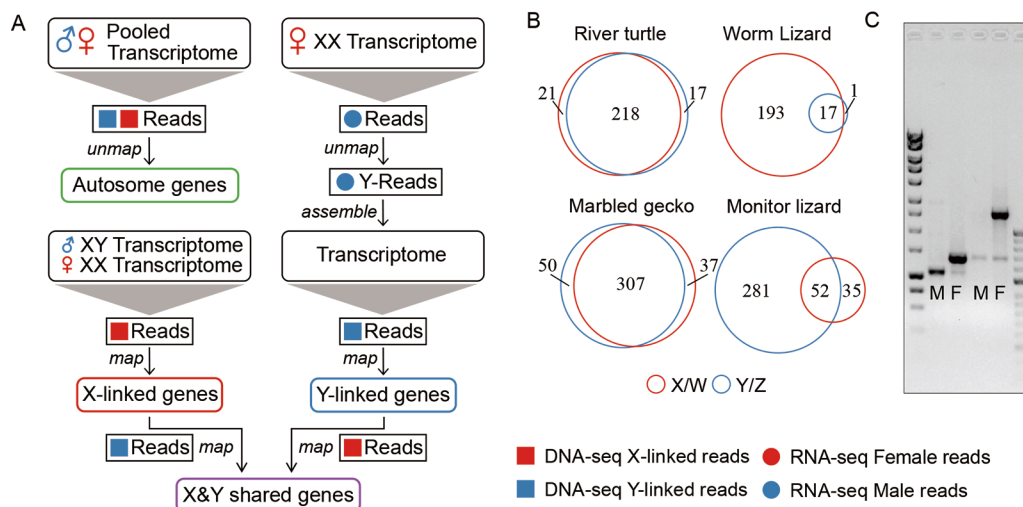 A
♂♀ Pooled
Transcriptome
Reads
unmap
Autosome genes
♂ XY Transcriptome
♀ XX Transcriptome
Reads
map
X-linked genes
Reads
map
♀ XX Transcriptome
Reads
unmap
Y-Reads
assemble
Transcriptome
Reads
map
Y-linked genes
map
Reads
X&Y shared genes
B
River turtle
21
218
17
Worm Lizard
193
17
1
Marbled gecko
50
307
37
Monitor lizard
281
52
35
X/W
Y/Z
C
M F M F
DNA-seq X-linked reads
DNA-seq Y-linked reads
RNA-seq Female reads
RNA-seq Male reads